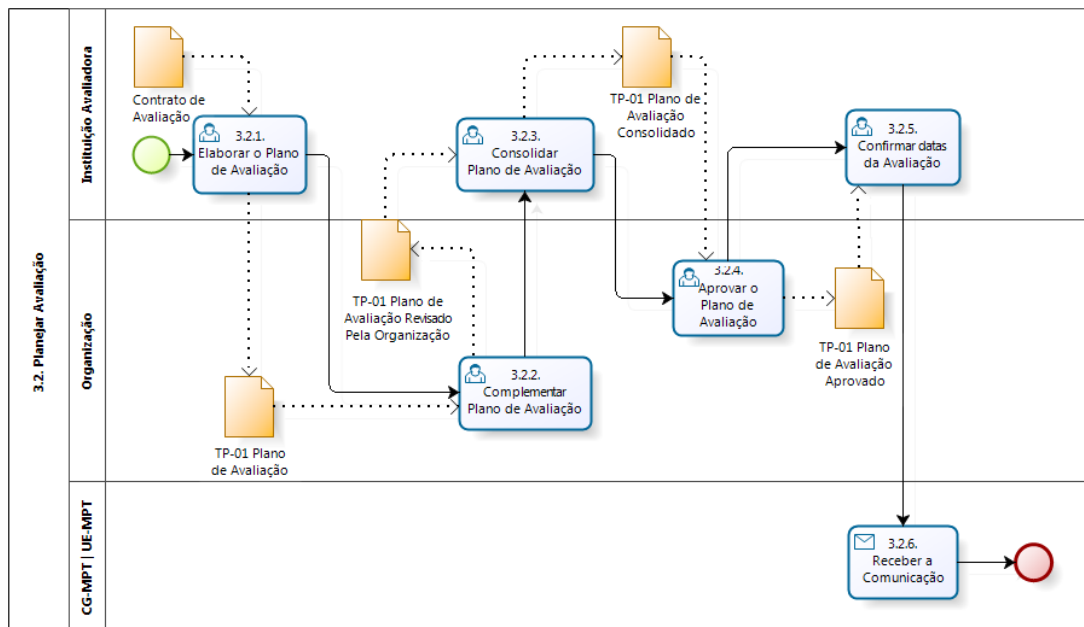 3.2. Planejar Avaliação
Instituição Avaliadora
Contrato de
Avaliação
3.2.1.
Elaborar o Plano
de Avaliação
3.2.3.
Consolidar
Plano de Avaliação
TP-01 Plano de
Avaliação
Consolidado
3.2.5.
Confirmar datas
da Avaliação
Organização
TP-01 Plano de
Avaliação Revisado
Pela Organização
3.2.4.
Aprovar o
Plano de
Avaliação
TP-01 Plano
de Avaliação
Aprovado
3.2.2.
Complementar
Plano de Avaliação
TP-01 Plano
de Avaliação
CG-MPT | UE-MPT
3.2.6.
Receber a
Comunicação